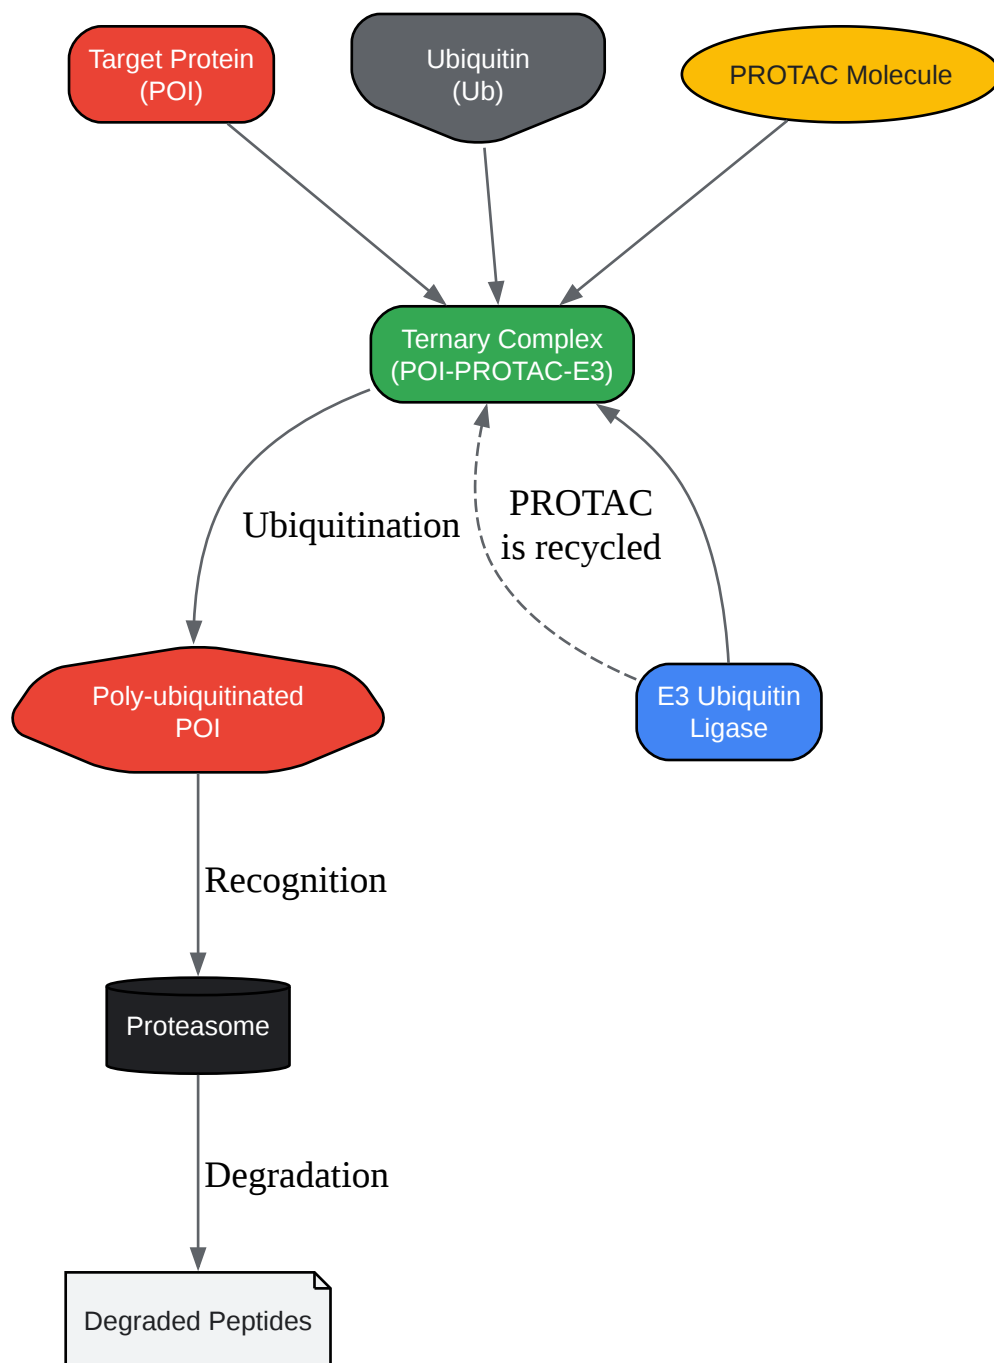 Target Protein
(POI)
Ubiquitin
(Ub)
PROTAC Molecule
Ternary Complex
(POI-PROTAC-E3)
Ubiquitination
PROTAC
is recycled
Poly-ubiquitinated
POI
E3 Ubiquitin
Ligase
Recognition
Proteasome
Degradation
Degraded Peptides